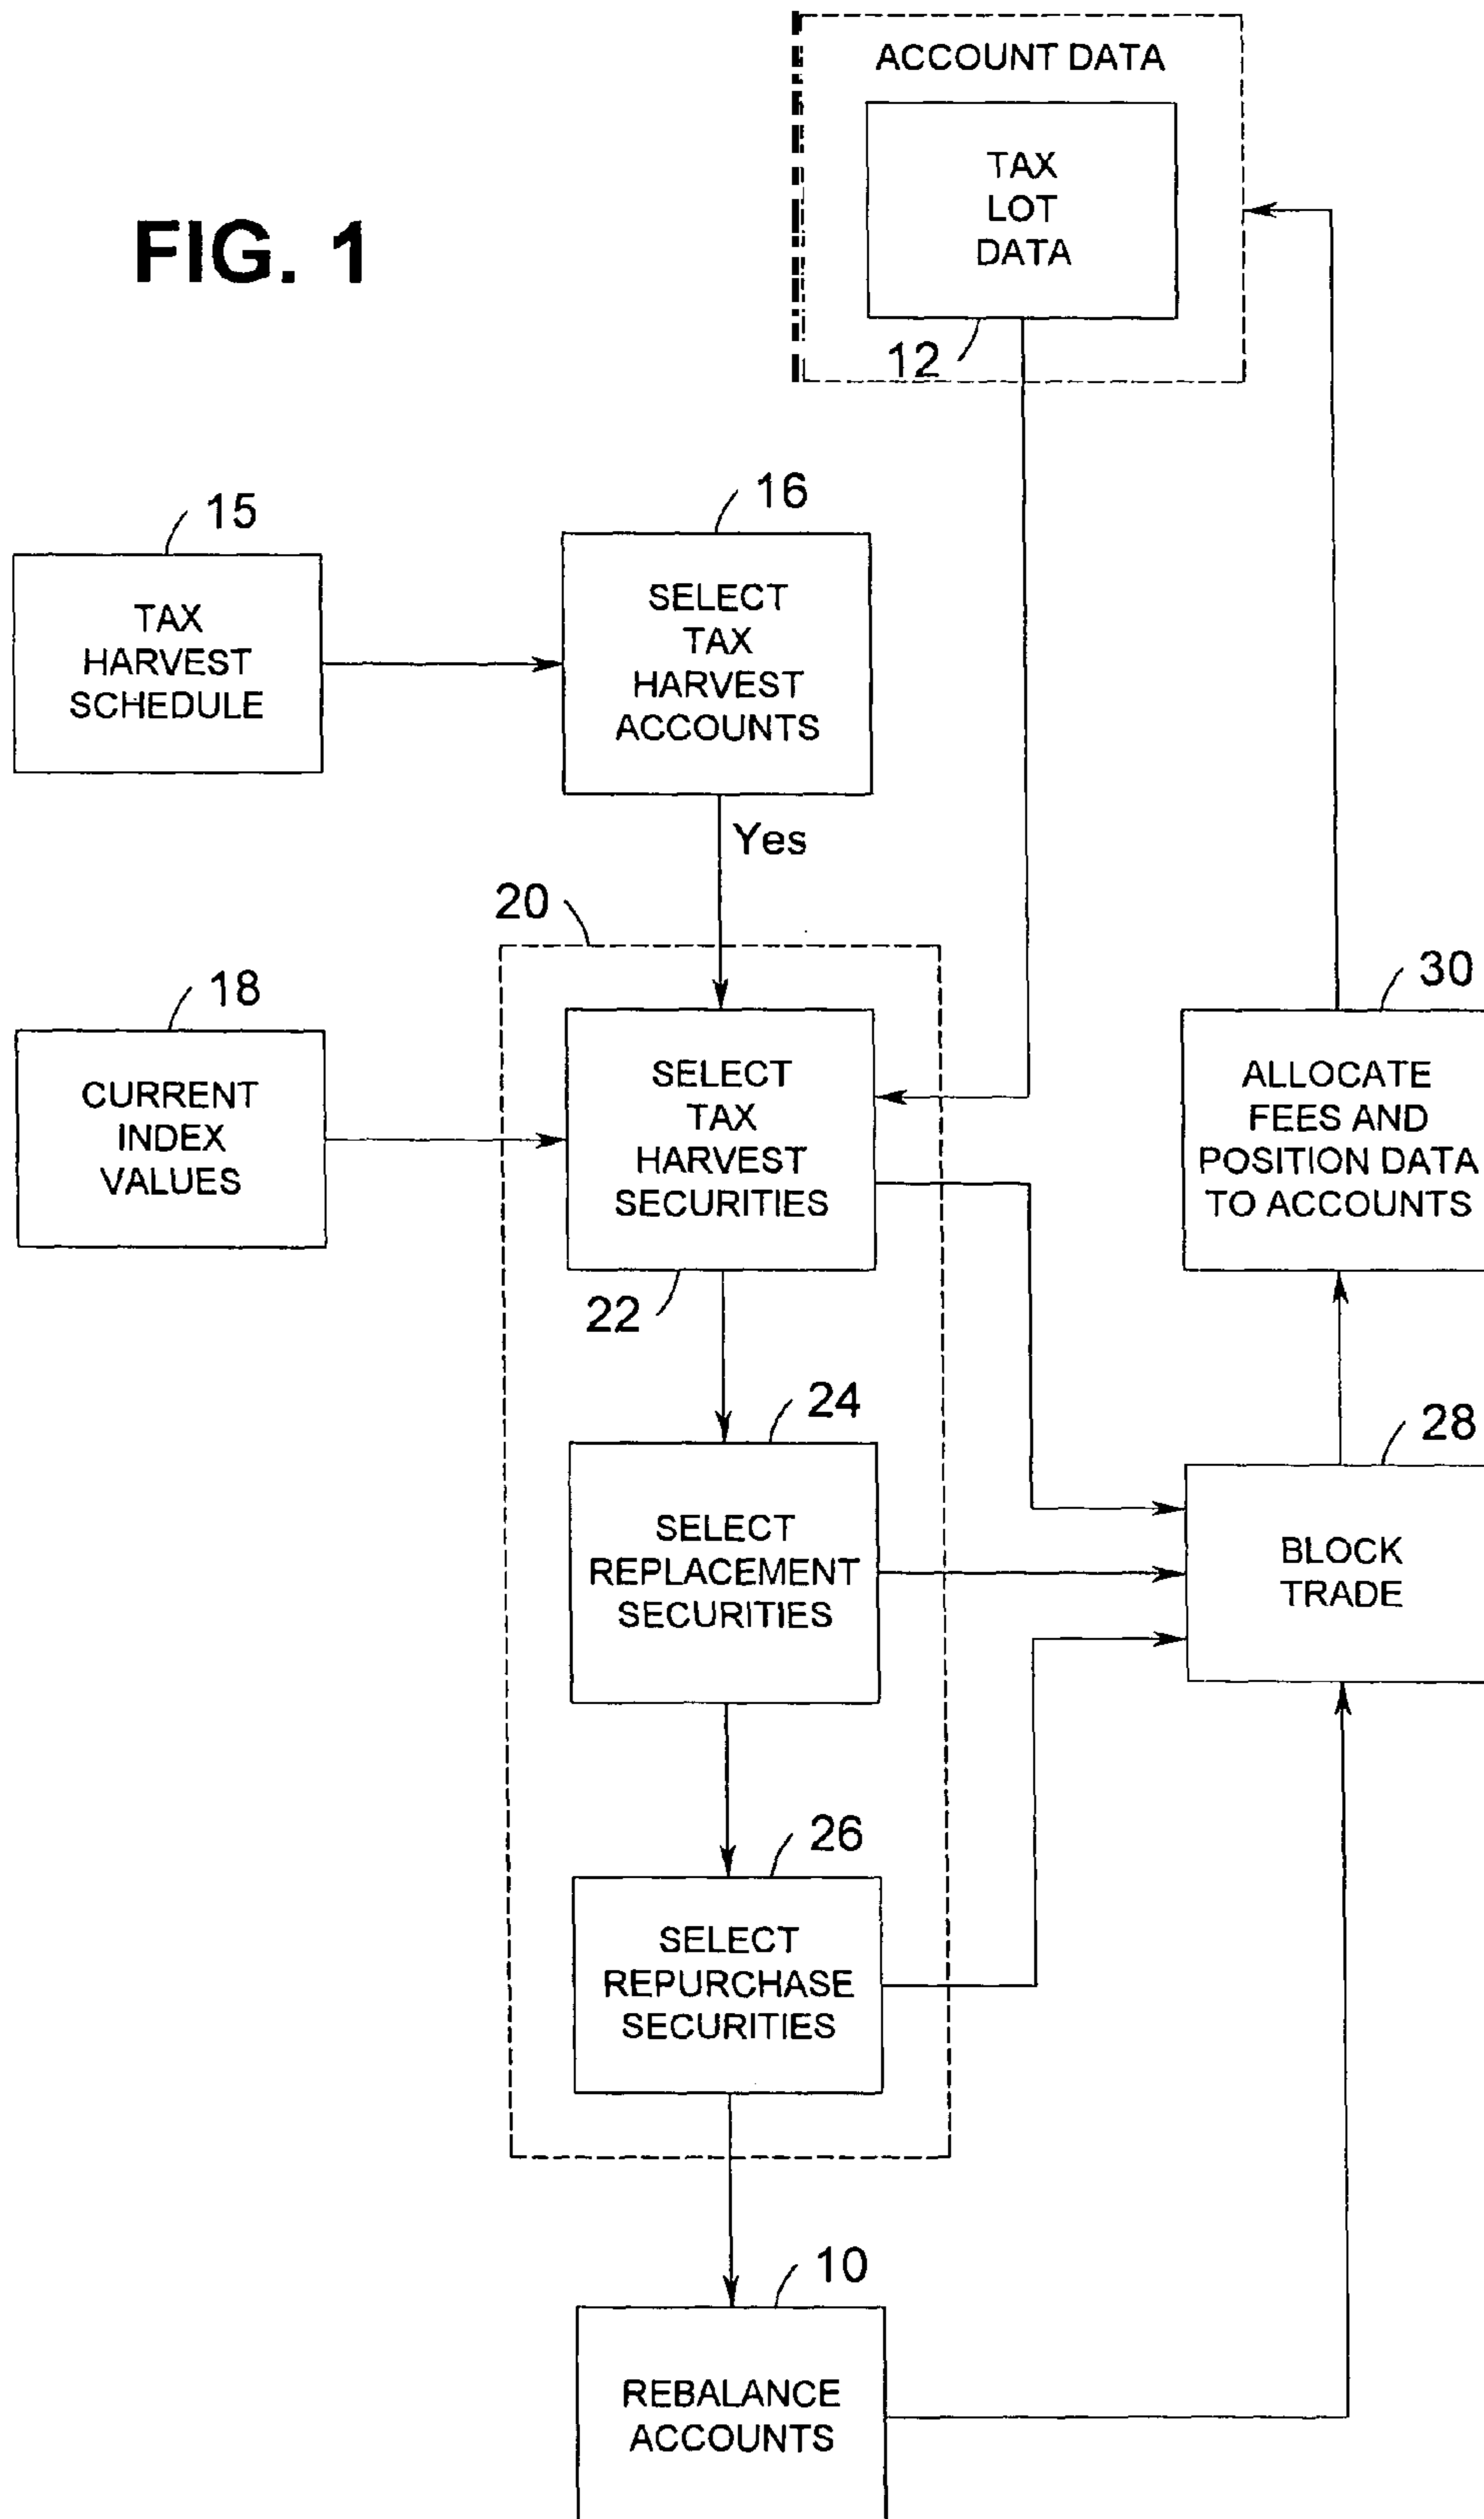 FIG. 1
ACCOUNT DATA
TAX
LOT
DATA
12
15
TAX
HARVEST
SCHEDULE
16
SELECT
TAX
HARVEST
ACCOUNTS
Yes
20
18
CURRENT
INDEX
VALUES
SELECT
TAX
HARVEST
SECURITIES
22
30
ALLOCATE
FEES AND
POSITION DATA
TO ACCOUNTS
24
SELECT
REPLACEMENT
SECURITIES
28
BLOCK
TRADE
26
SELECT
REPURCHASE
SECURITIES
10
REBALANCE
ACCOUNTS